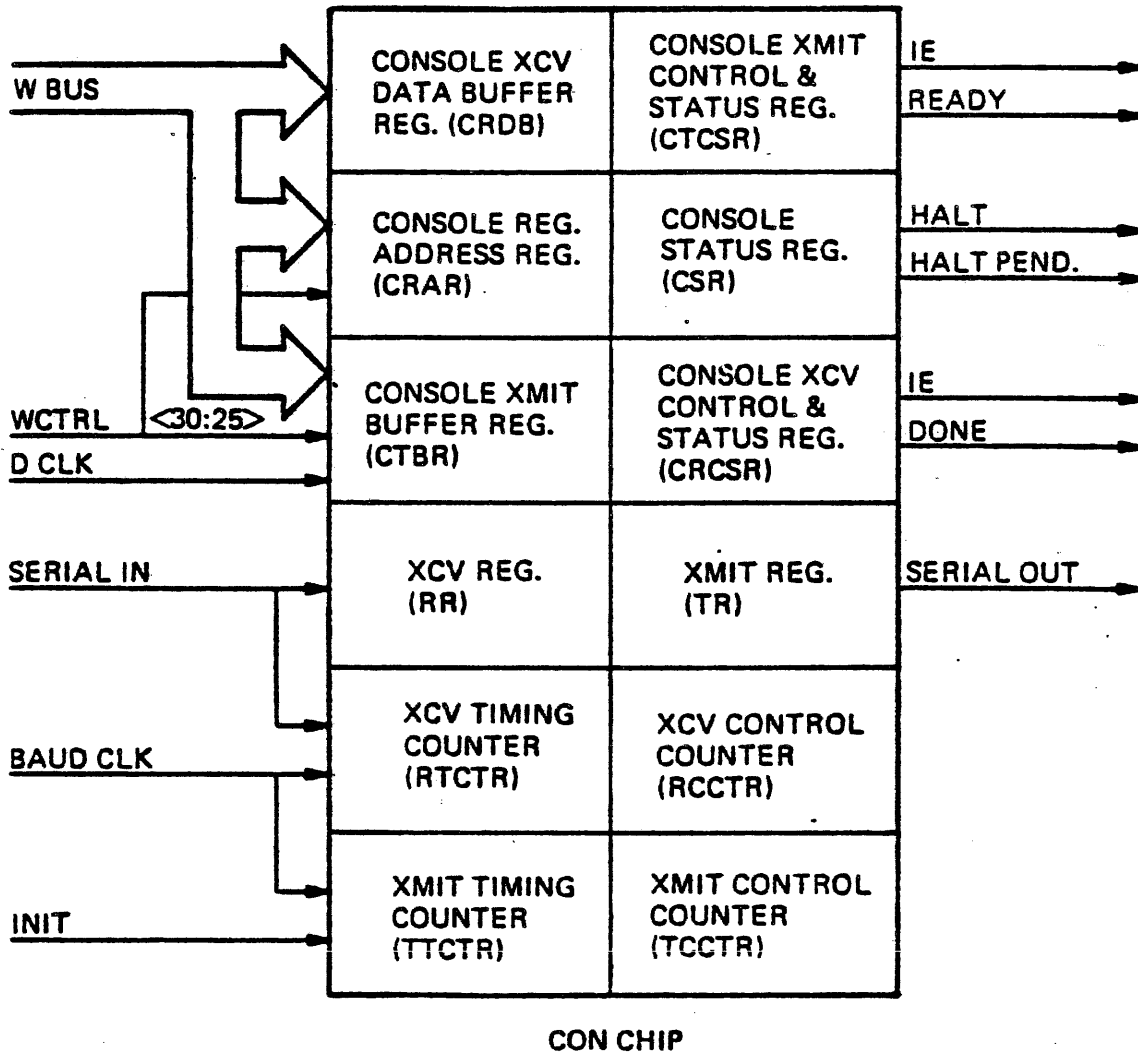 W BUS
WCTRL <30:25>
D CLK
SERIAL IN
BAUD CLK
INIT
CONSOLE XCV
DATA BUFFER
REG. (CRDB)
CONSOLE XMIT
CONTROL &
STATUS REG.
(CTCSR)
CONSOLE REG.
ADDRESS REG.
(CRAR)
CONSOLE
STATUS REG.
(CSR)
CONSOLE XMIT
BUFFER REG.
(CTBR)
CONSOLE XCV
CONTROL &
STATUS REG.
(CRCSR)
XCV REG.
(RR)
XMIT REG.
(TR)
XCV TIMING
COUNTER
(RTCTR)
XCV CONTROL
COUNTER
(RCCTR)
XMIT TIMING
COUNTER
(TTCTR)
XMIT CONTROL
COUNTER
(TCCTR)
IE
READY
HALT
HALT PEND.
IE
DONE
SERIAL OUT
CON CHIP